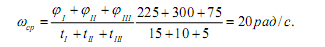 ω_ср = (φ_I + φ_II + φ_III)/(t_I + t_II + t_III) (225 + 300 + 75)/(15 + 10 + 5) = 20 рад/с.